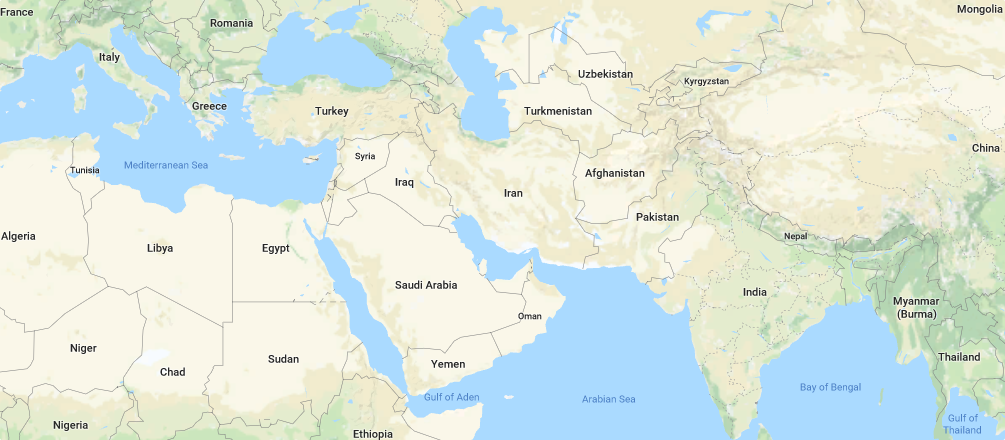 France
Romania
Mongolia
Italy
Uzbekistan
Kyrgyzstan
Greece
Turkey
Turkmenistan
China
Syria
Mediterranean Sea
Tunisia
Afghanistan
Iraq
Iran
Pakistan
Algeria
Libya
Egypt
Nepal
Saudi Arabia
India
Myanmar
(Burma)
Oman
Niger
Sudan
Thailand
Chad
Yemen
Bay of Bengal
Gulf of Aden
Arabian Sea
Gulf of
Thailand
Nigeria
Ethiopia